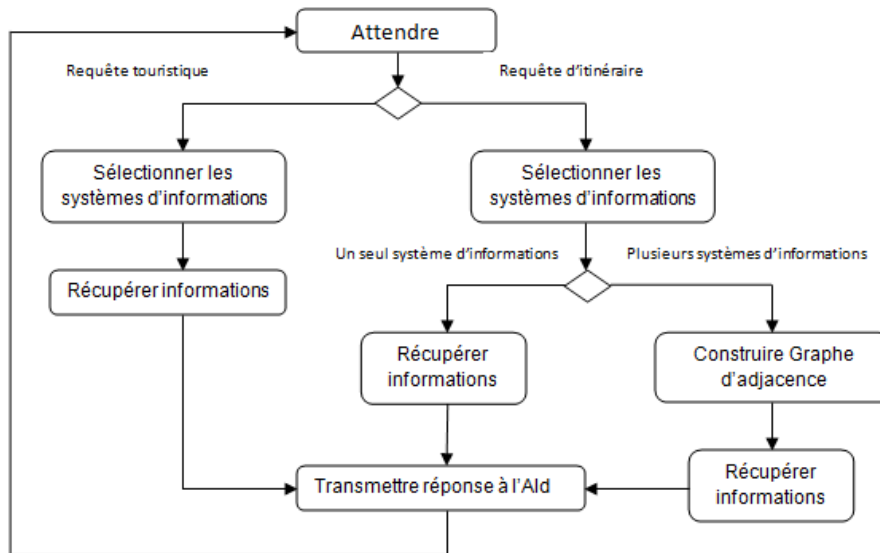 Attendre
Requête touristique
Requête d'itinéraire
Sélectionner les
systèmes d'informations
Sélectionner les
systèmes d'informations
Un seul système d'informations
Plusieurs systèmes d'informations
Récupérer informations
Récupérer
informations
Construire Graphe
d'adjacence
Transmettre réponse à l'AId
Récupérer
informations